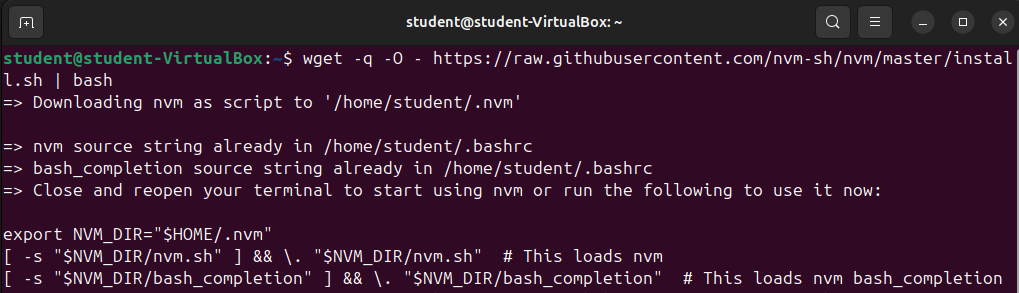 student@student-VirtualBox: ~
student@student-VirtualBox:~$ wget -q -O - https://raw.githubusercontent.com/nvm-sh/nvm/master/instal
l.sh | bash
=> Downloading nvm as script to '/home/student/.nvm'
=> nvm source string already in /home/student/.bashrc
=> bash_completion source string already in /home/student/.bashrc
=> Close and reopen your terminal to start using nvm or run the following to use it now:
export NVM_DIR="$HOME/.nvm"
[ -s "$NVM_DIR/nvm.sh" ] && \. "$NVM_DIR/nvm.sh"  # This loads nvm
[ -s "$NVM_DIR/bash_completion" ] && \. "$NVM_DIR/bash_completion"  # This loads nvm bash_completion